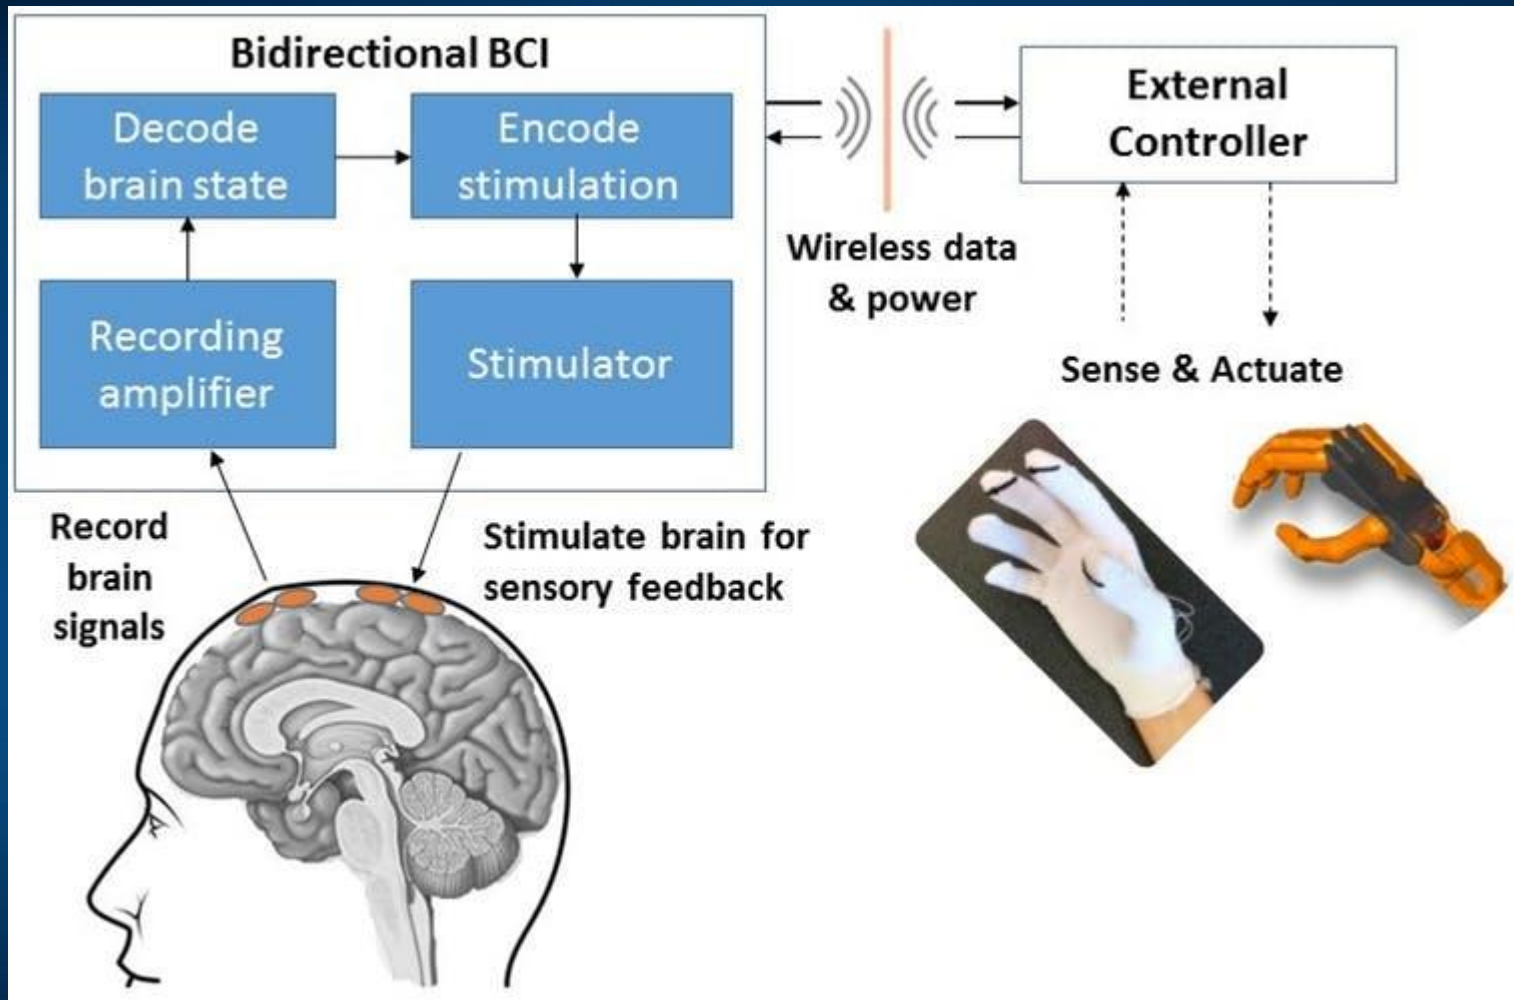 Bidirectional BCI
Decode
brain state
Encode
stimulation
Recording
amplifier
Stimulator
Record
brain
signals
Stimulate brain for
sensory feedback
Wireless data
& power
External
Controller
Sense & Actuate